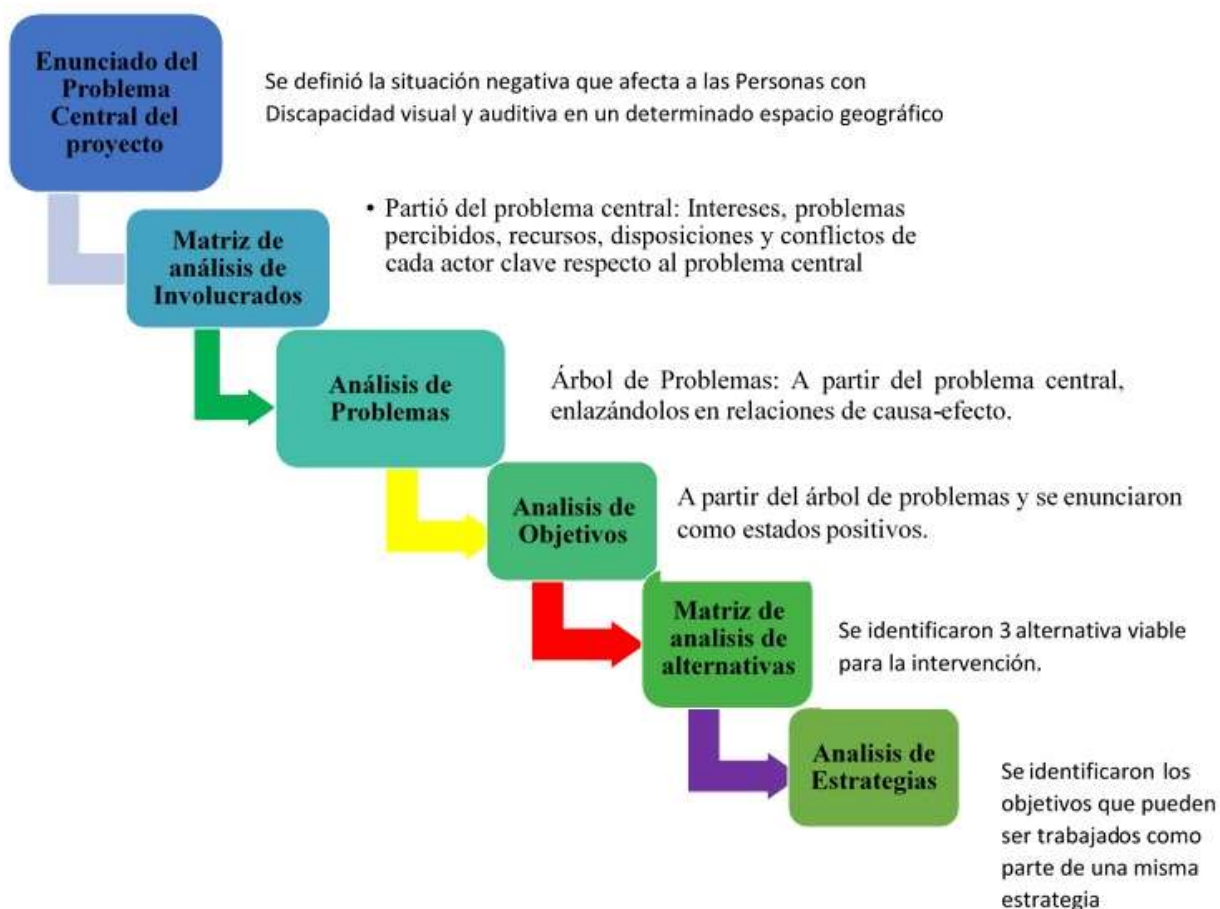 Enunciado del
Problema
Central del
proyecto
Se definió la situación negativa que afecta a las Personas con
Discapacidad visual y auditiva en un determinado espacio geográfico
Matriz de
análisis de
Involucrados
• Partió del problema central: Intereses, problemas
percibidos, recursos, disposiciones y conflictos de
cada actor clave respecto al problema central
Análisis de
Problemas
Árbol de Problemas: A partir del problema central,
enlazándolos en relaciones de causa-efecto.
Analisis de
Objetivos
A partir del árbol de problemas y se enunciaron
como estados positivos.
Matriz de
analisis de
alternativas
Se identificaron 3 alternativa viable
para la intervención.
Analisis de
Estrategias
Se identificaron los
objetivos que pueden
ser trabajados como
parte de una misma
estrategia